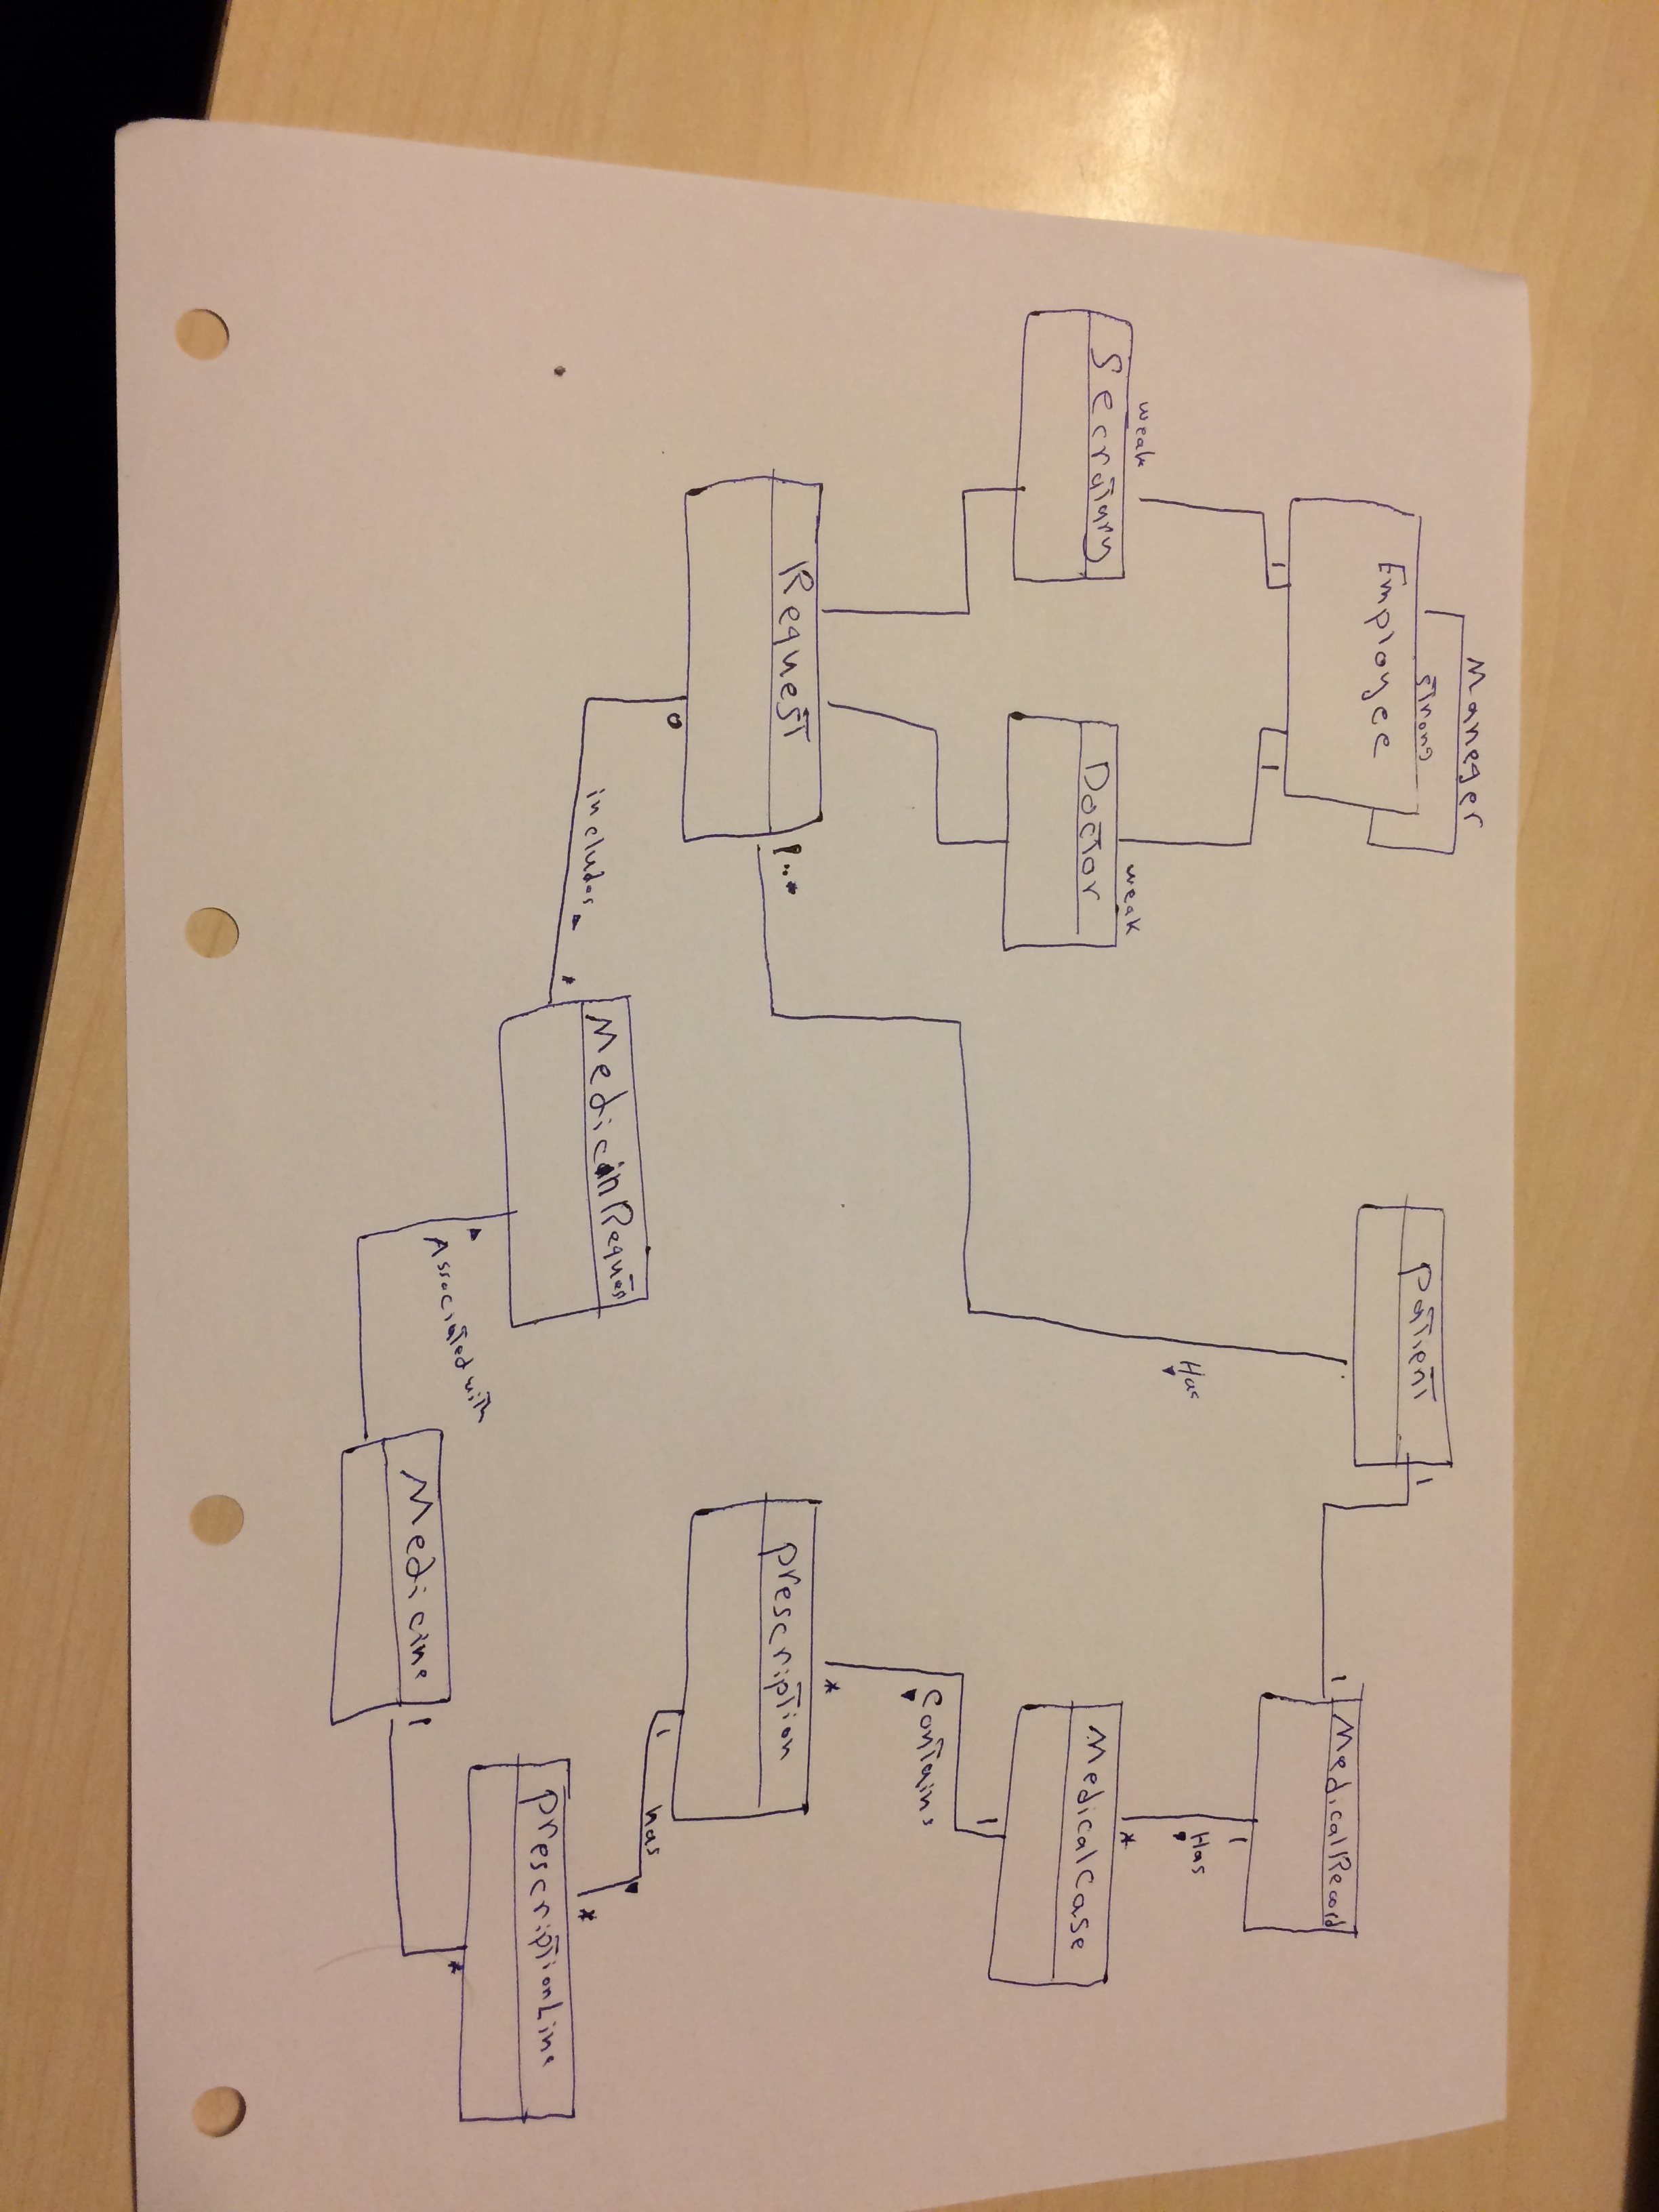 Maneger
strong
Employee
1
1
weak
Secratary
weak
Doctor
Request
1..*
0
includes
*
MedicinReques
Associated with
Medicine
1
Patient
1
1
MedicalRecord
1
Has
*
Has
MedicalCase
1
Contains
*
prescription
1
has
*
prescriptionLine
*